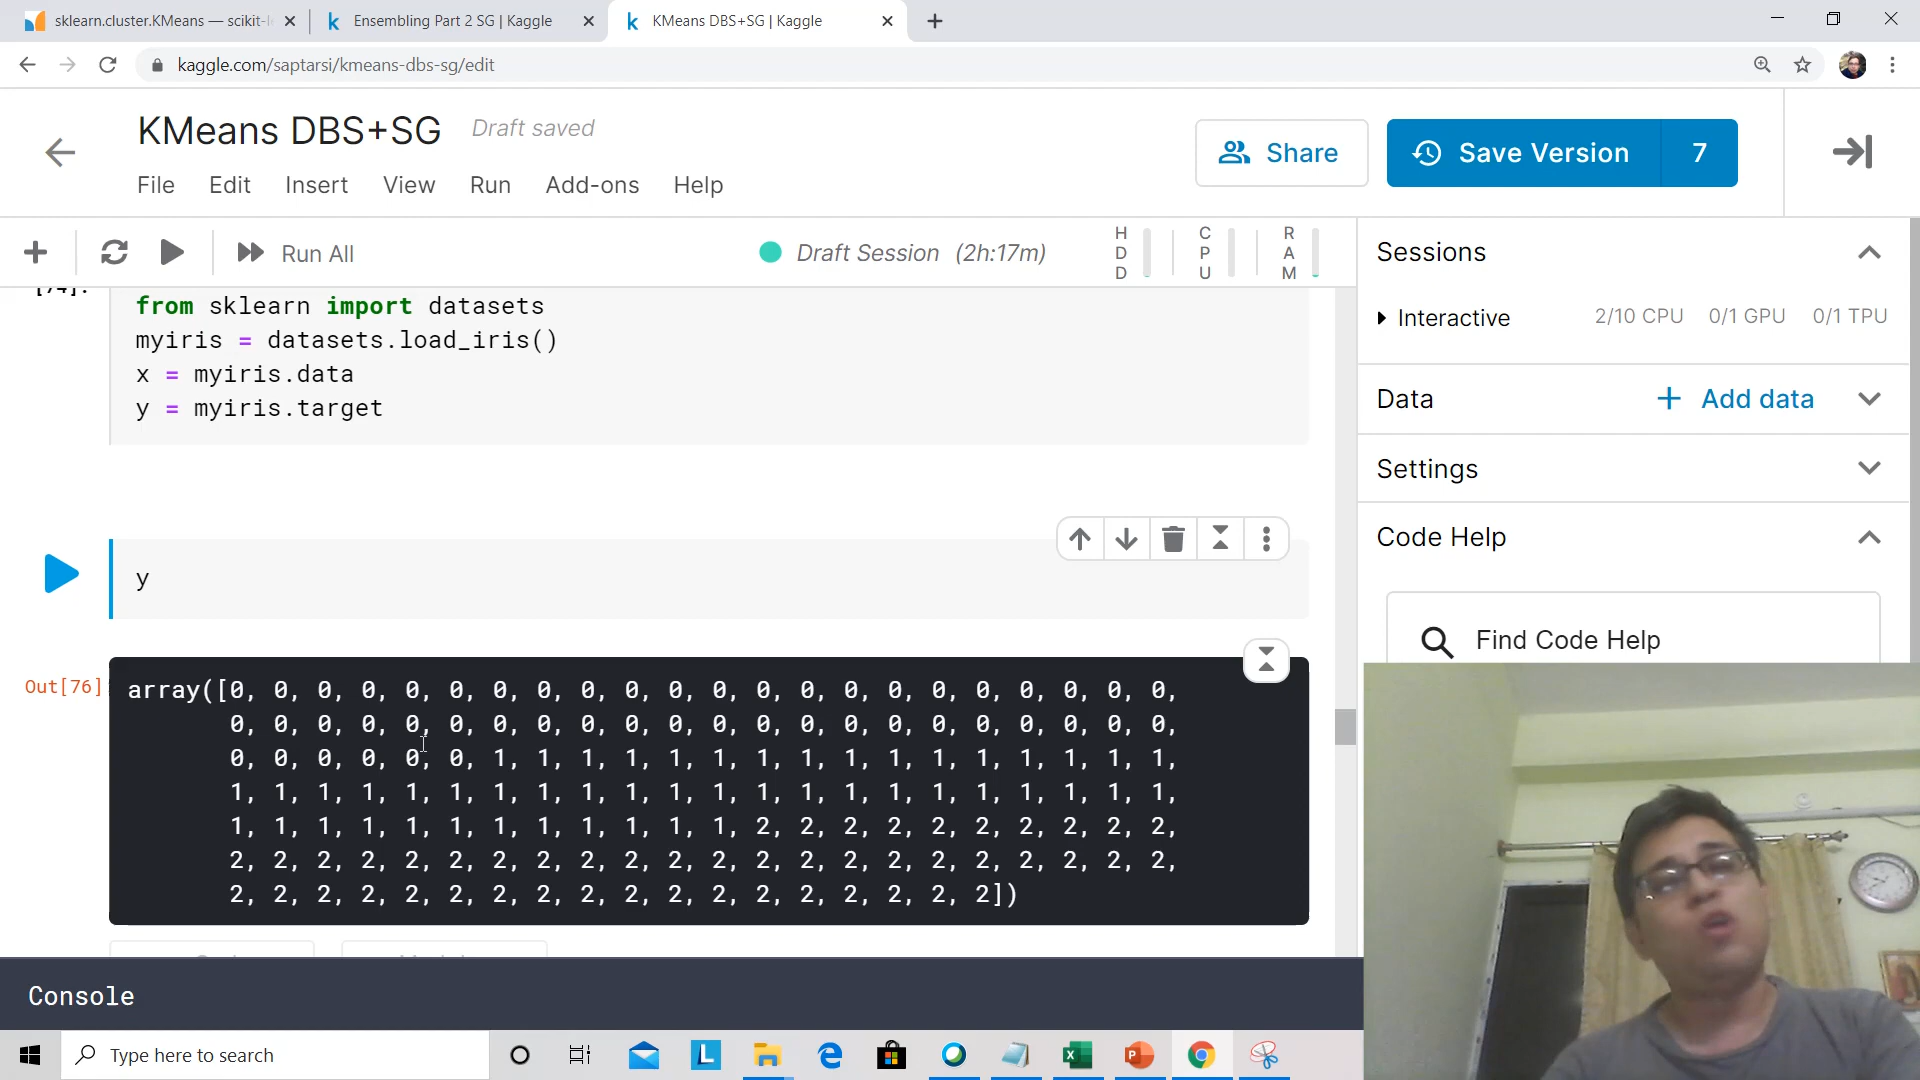 sklearn.cluster.KMeans — scikit-l
Ensembling Part 2 SG | Kaggle
KMeans DBS+SG | Kaggle
kaggle.com/saptarsi/kmeans-dbs-sg/edit
KMeans DBS+SG
Draft saved
Share
Save Version
7
File
Edit
Insert
View
Run
Add-ons
Help
Run All
Draft Session (2h:17m)
HDD
CPU
RAM
Sessions
Interactive
2/10 CPU
0/1 GPU
0/1 TPU
Data
+ Add data
Settings
Code Help
Find Code Help
[74]:
from sklearn import datasets
myiris = datasets.load_iris()
x = myiris.data
y = myiris.target
y
Out[76]
array([0, 0, 0, 0, 0, 0, 0, 0, 0, 0, 0, 0, 0, 0, 0, 0, 0, 0, 0, 0, 0, 0,
0, 0, 0, 0, 0, 0, 0, 0, 0, 0, 0, 0, 0, 0, 0, 0, 0, 0, 0, 0, 0, 0,
0, 0, 0, 0, 0, 0, 1, 1, 1, 1, 1, 1, 1, 1, 1, 1, 1, 1, 1, 1, 1, 1,
1, 1, 1, 1, 1, 1, 1, 1, 1, 1, 1, 1, 1, 1, 1, 1, 1, 1, 1, 1, 1, 1,
1, 1, 1, 1, 1, 1, 1, 1, 1, 1, 1, 1, 2, 2, 2, 2, 2, 2, 2, 2, 2, 2,
2, 2, 2, 2, 2, 2, 2, 2, 2, 2, 2, 2, 2, 2, 2, 2, 2, 2, 2, 2, 2, 2,
2, 2, 2, 2, 2, 2, 2, 2, 2, 2, 2, 2, 2, 2, 2, 2, 2, 2])
Console
Type here to search